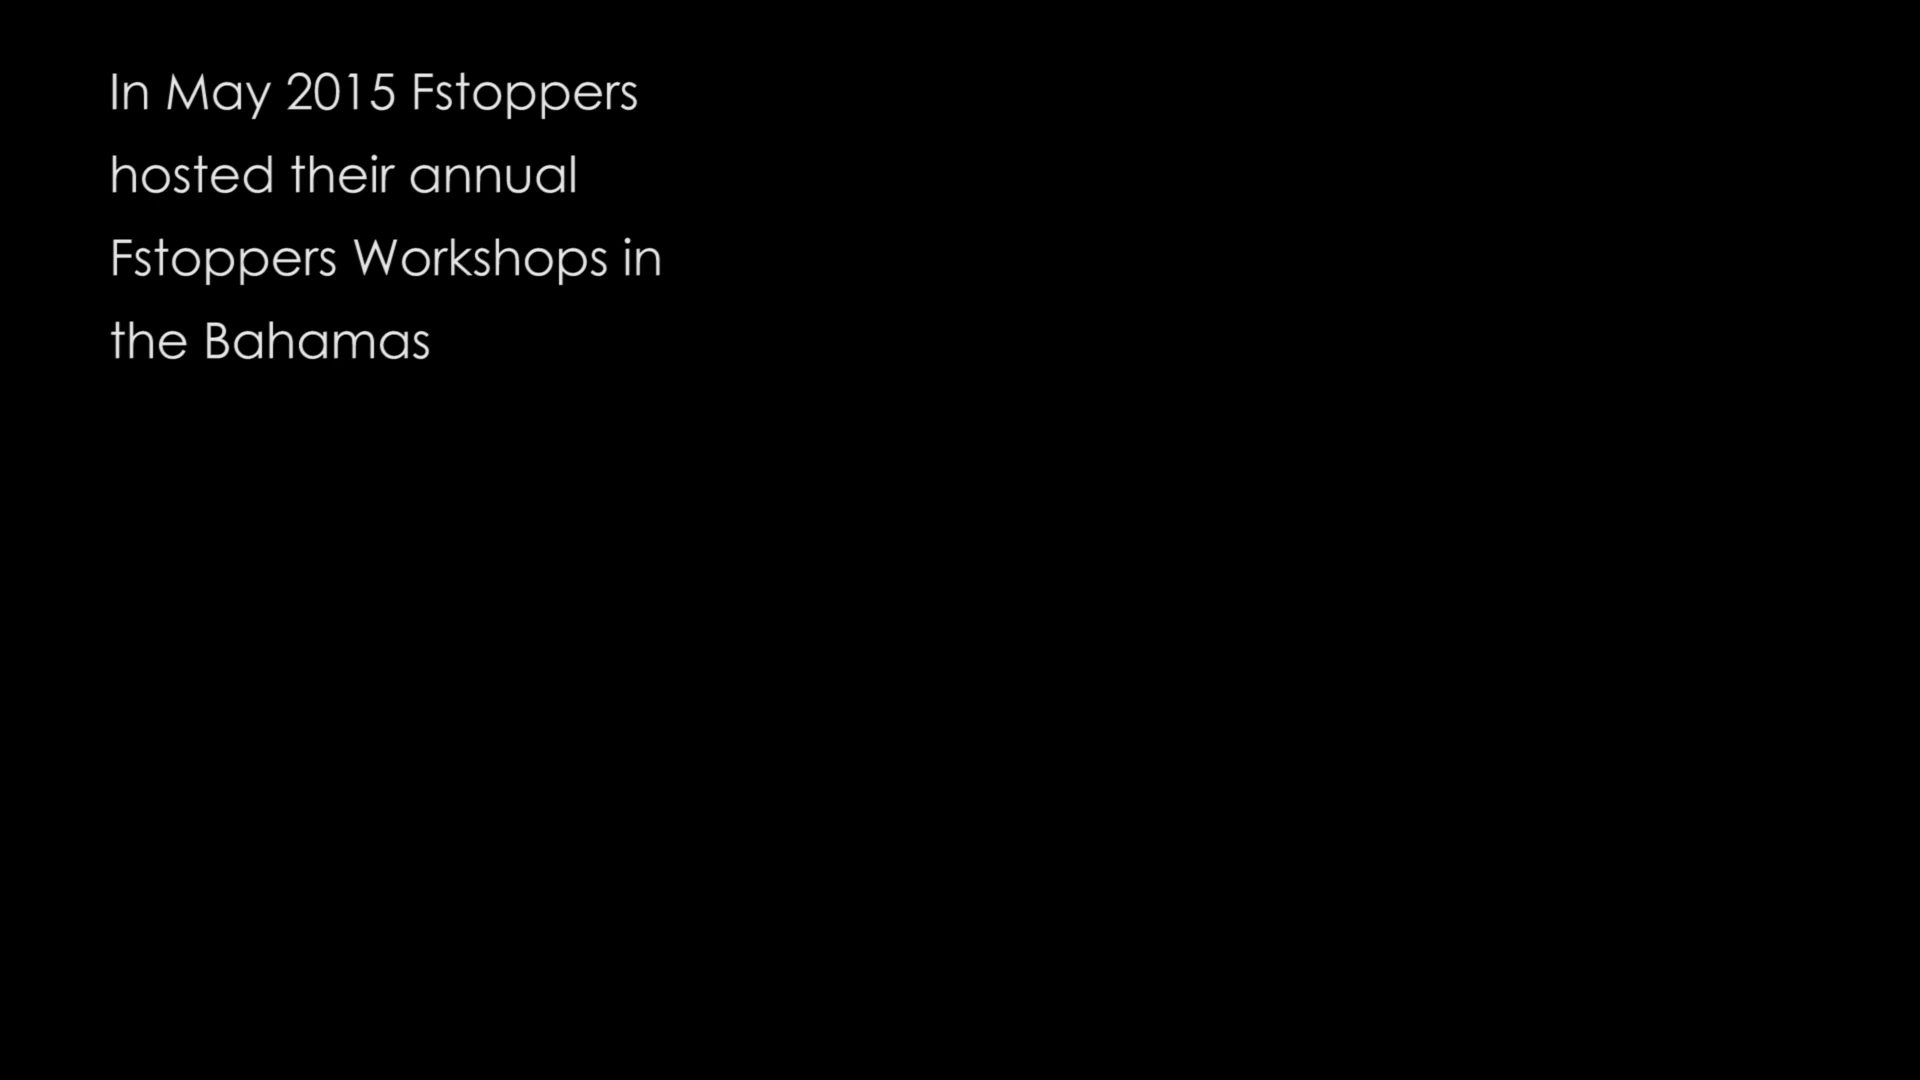 In May 2015 Fstoppers
hosted their annual
Fstoppers Workshops in
the Bahamas